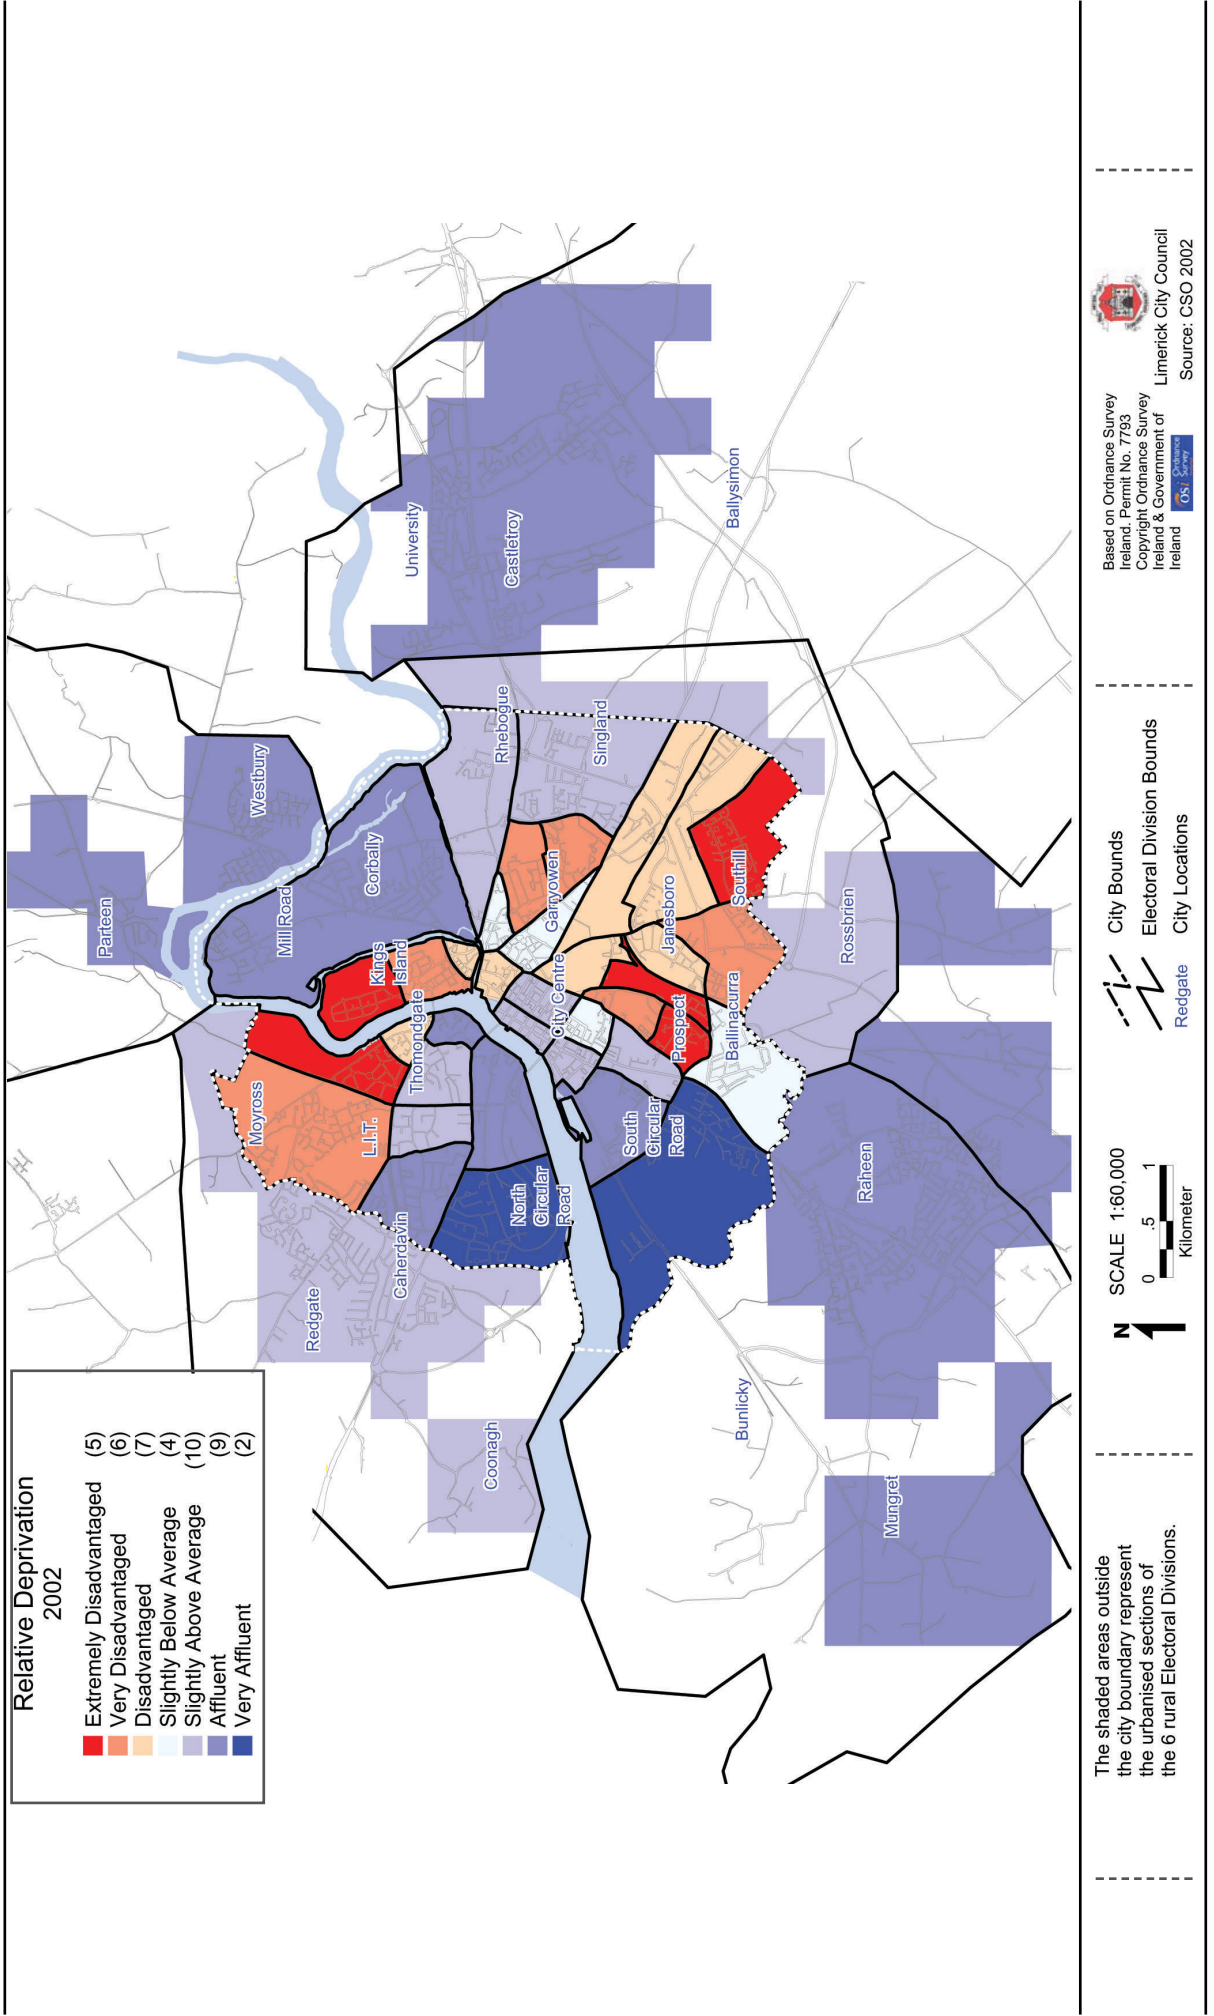 Relative Deprivation
2002
Extremely Disadvantaged (5)
Very Disadvantaged (6)
Disadvantaged (7)
Slightly Below Average (4)
Slightly Above Average (10)
Affluent (9)
Very Affluent (2)
Parteen
Westbury
Mill Road
Corbally
Kings
Island
Moyross
L.I.T.
Thomondgate
Redgate
Caherdavin
Coonagh
North
Circular
Road
University
Castletroy
Rhebogue
Singland
Garryowen
City Centre
South
Circular
Road
Prospect
Janesboro
Southill
Ballinacurra
Ballysimon
Rossbrien
Raheen
Bunlicky
Mungret
The shaded areas outside
the city boundary represent
the urbanised sections of
the 6 rural Electoral Divisions.
N
SCALE 1:60,000
0 .5 1
Kilometer
City Bounds
Electoral Division Bounds
Redgate City Locations
Based on Ordnance Survey
Ireland. Permit No. 7793
Copyright Ordnance Survey
Ireland & Government of
Ireland
OSi Ordnance
Survey
Limerick City Council
Source: CSO 2002